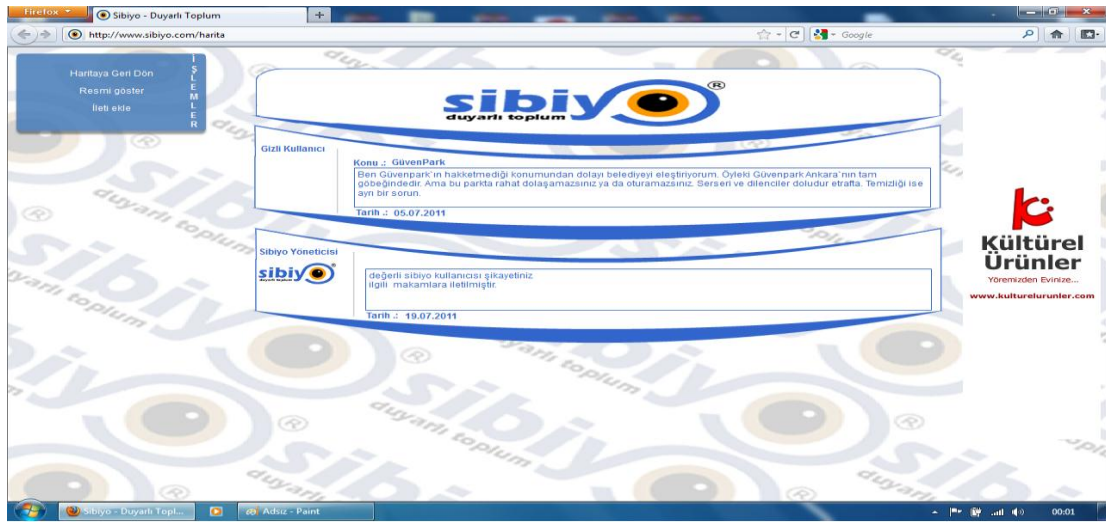 Firefox
Sibiyo - Duyarlı Toplum
http://www.sibiyo.com/harita
Google
Haritaya Geri Dön
Resmi göster
İleti ekle
İŞLEMLER
sibiyo®
duyarlı toplum
Gizli Kullanıcı
Konu .: GüvenPark
Ben Güvenpark'ın hakketmediği konumundan dolayı belediyeyi eleştiriyorum. Öyleki Güvenpark Ankara'nın tam
göbeğindedir. Ama bu parkta rahat dolaşamazsınız ya da oturamazsınız. Serseri ve dilenciler doludur etrafta. Temizliği ise
ayrı bir sorun.
Tarih .: 05.07.2011
Sibiyo Yöneticisi
sibiyo
değerli sibiyo kullanıcısı şikayetiniz
ilgili makamlara iletilmiştir.
Tarih .: 19.07.2011
Kültürel
Ürünler
Yöremizden Evinize...
www.kulturelurunler.com
Sibiyo - Duyarlı Topl...
Adsız - Paint
00:01